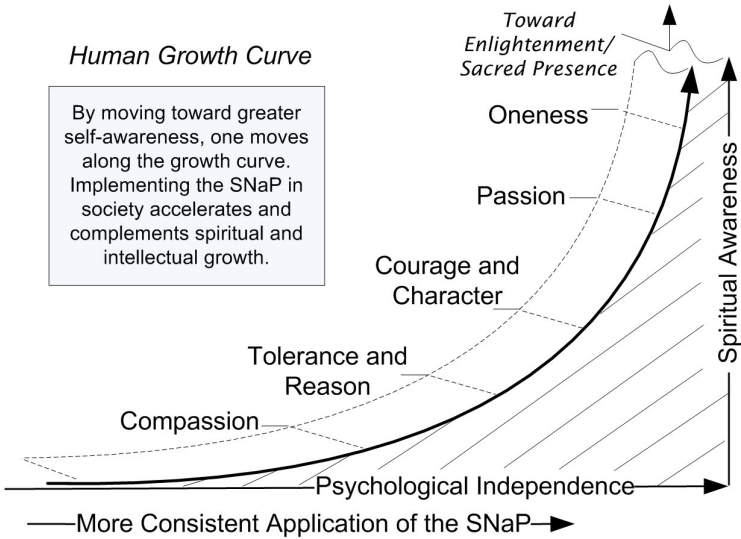 Human Growth Curve
By moving toward greater
self-awareness, one moves
along the growth curve.
Implementing the SNaP in
society accelerates and
complements spiritual and
intellectual growth.
Toward
Enlightenment/
Sacred Presence
Oneness
Passion
Courage and
Character
Tolerance and
Reason
Compassion
Spiritual Awareness
Psychological Independence
More Consistent Application of the SNaP